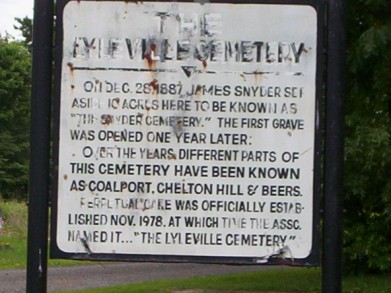 THE
LYLEVILLE CEMETERY
ON DEC. 28, 1887 JAMES SNYDER SET
ASIDE 10 ACRES HERE TO BE KNOWN AS
"THE SNYDER CEMETERY." THE FIRST GRAVE
WAS OPENED ONE YEAR LATER.
OVER THE YEARS, DIFFERENT PARTS OF
THIS CEMETERY HAVE BEEN KNOWN
AS COALPORT, CHELTON HILL & BEERS.
PERPETUAL CARE WAS OFFICIALLY ESTAB-
LISHED NOV. 1978, AT WHICH TIME THE ASSC.
NAMED IT... "THE LYLEVILLE CEMETERY."